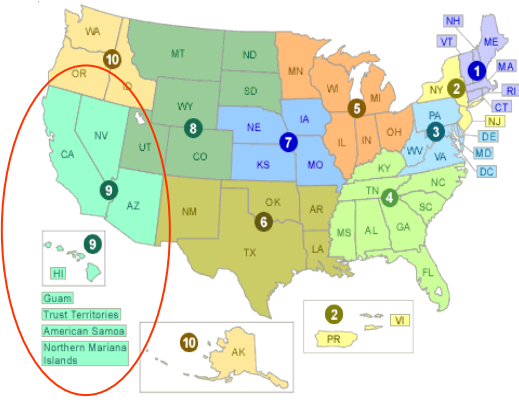 NH
WA
ME
VT
MT
ND
1
10
MN
MA
OR
ID
WI
SD
NY
2
RI
MI
WY
5
CT
8
IA
PA
NJ
NE
3
NV
7
IL
IN
OH
DE
UT
CO
WV
MD
CA
KS
MO
VA
KY
DC
9
TN
4
NC
AZ
NM
OK
AR
SC
6
MS
AL
GA
9
LA
TX
HI
FL
Guam
Trust Territories
American Samoa
Northern Mariana
Islands
2
VI
PR
10
AK